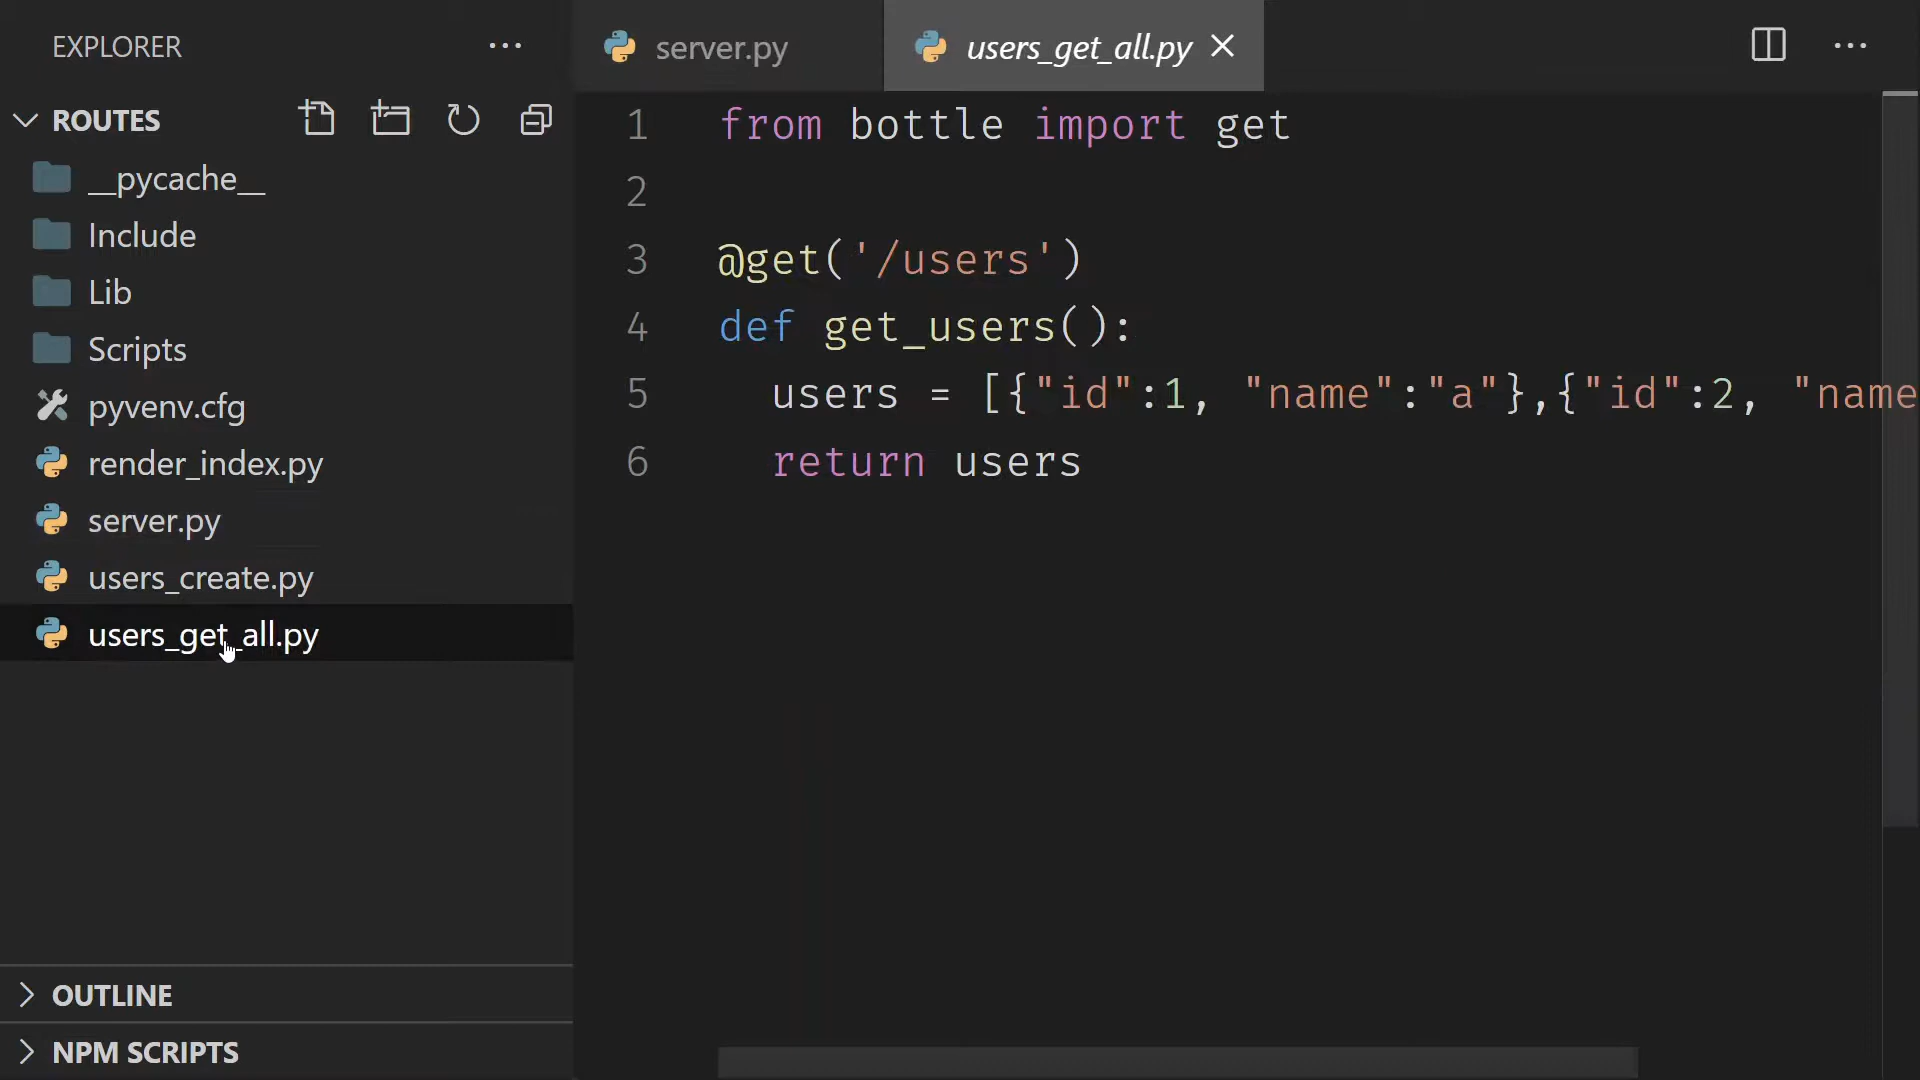 EXPLORER
ROUTES
__pycache__
Include
Lib
Scripts
pyvenv.cfg
render_index.py
server.py
users_create.py
users_get_all.py
OUTLINE
NPM SCRIPTS
server.py
users_get_all.py
1 from bottle import get
2
3 @get('/users')
4 def get_users():
5 users = [{"id":1, "name":"a"},{"id":2, "name
6 return users